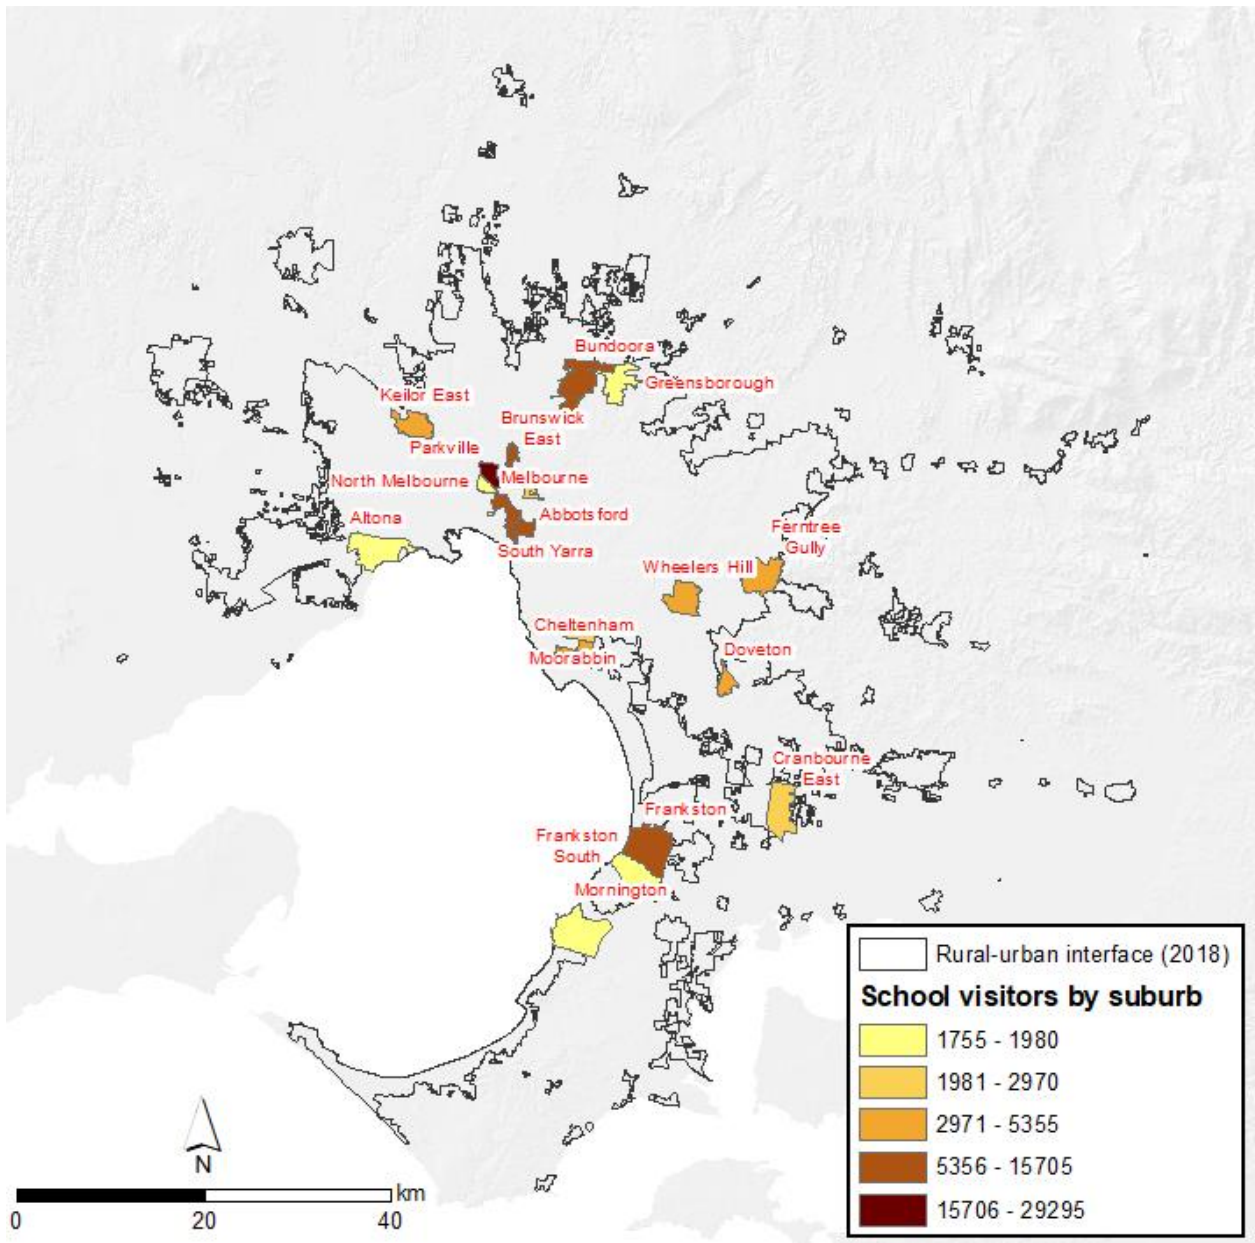 Bundoora
Greensborough
Keilor East
Brunswick
East
Parkville
North Melbourne
Melbourne
Altona
Abbotsford
South Yarra
Ferntree
Gully
Wheelers Hill
Cheltenham
Moorabbin
Doveton
Cranbourne
East
Frankston
Frankston
South
Mornington
Rural-urban interface (2018)
School visitors by suburb
1755 - 1980
1981 - 2970
2971 - 5355
5356 - 15705
15706 - 29295
N
km
0 20 40